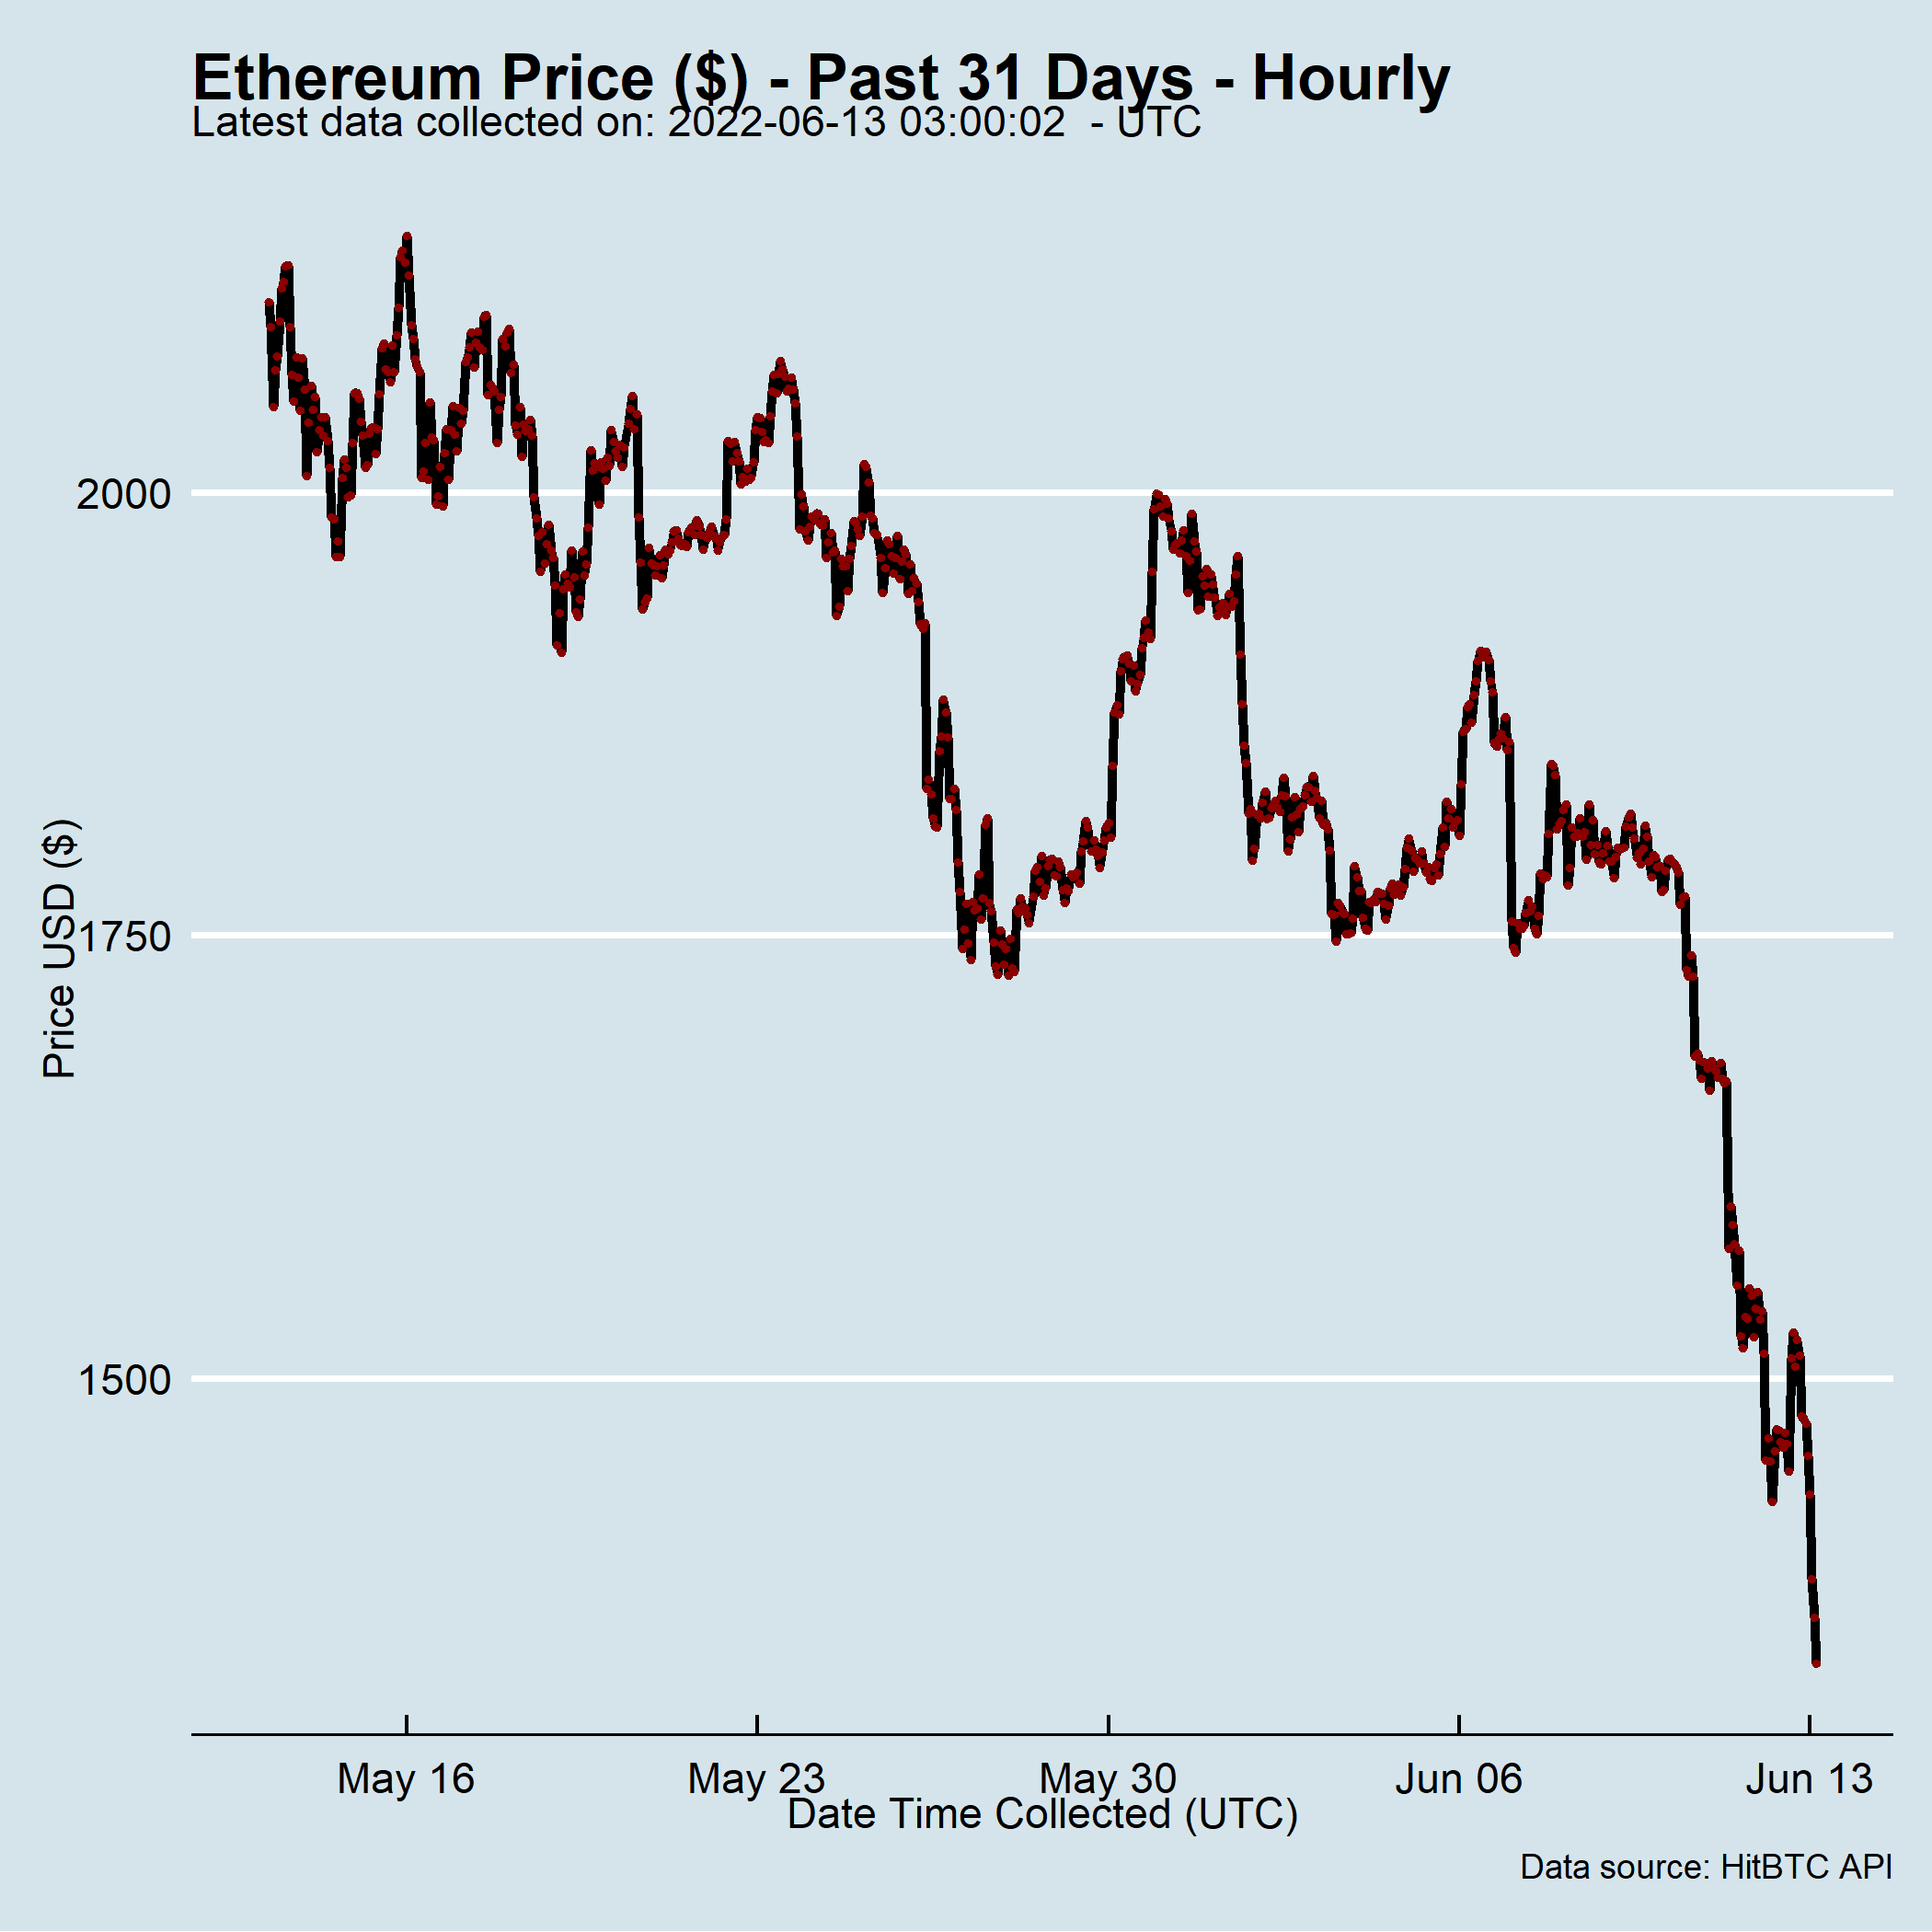 Ethereum Price ($) - Past 31 Days - Hourly
Latest data collected on: 2022-06-13 03:00:02  - UTC
Price USD ($)
2000
1750
1500
May 16
May 23
May 30
Jun 06
Jun 13
Date Time Collected (UTC)
Data source: HitBTC API